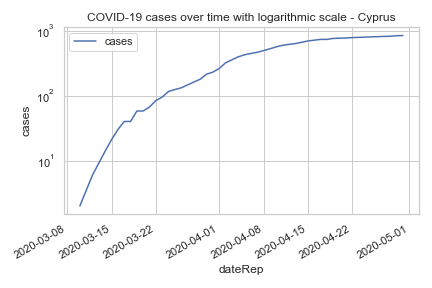 COVID-19 cases over time with logarithmic scale - Cyprus
cases
10³
10²
10¹
cases
2020-03-08
2020-03-15
2020-03-22
2020-04-01
2020-04-08
2020-04-15
2020-04-22
2020-05-01
dateRep